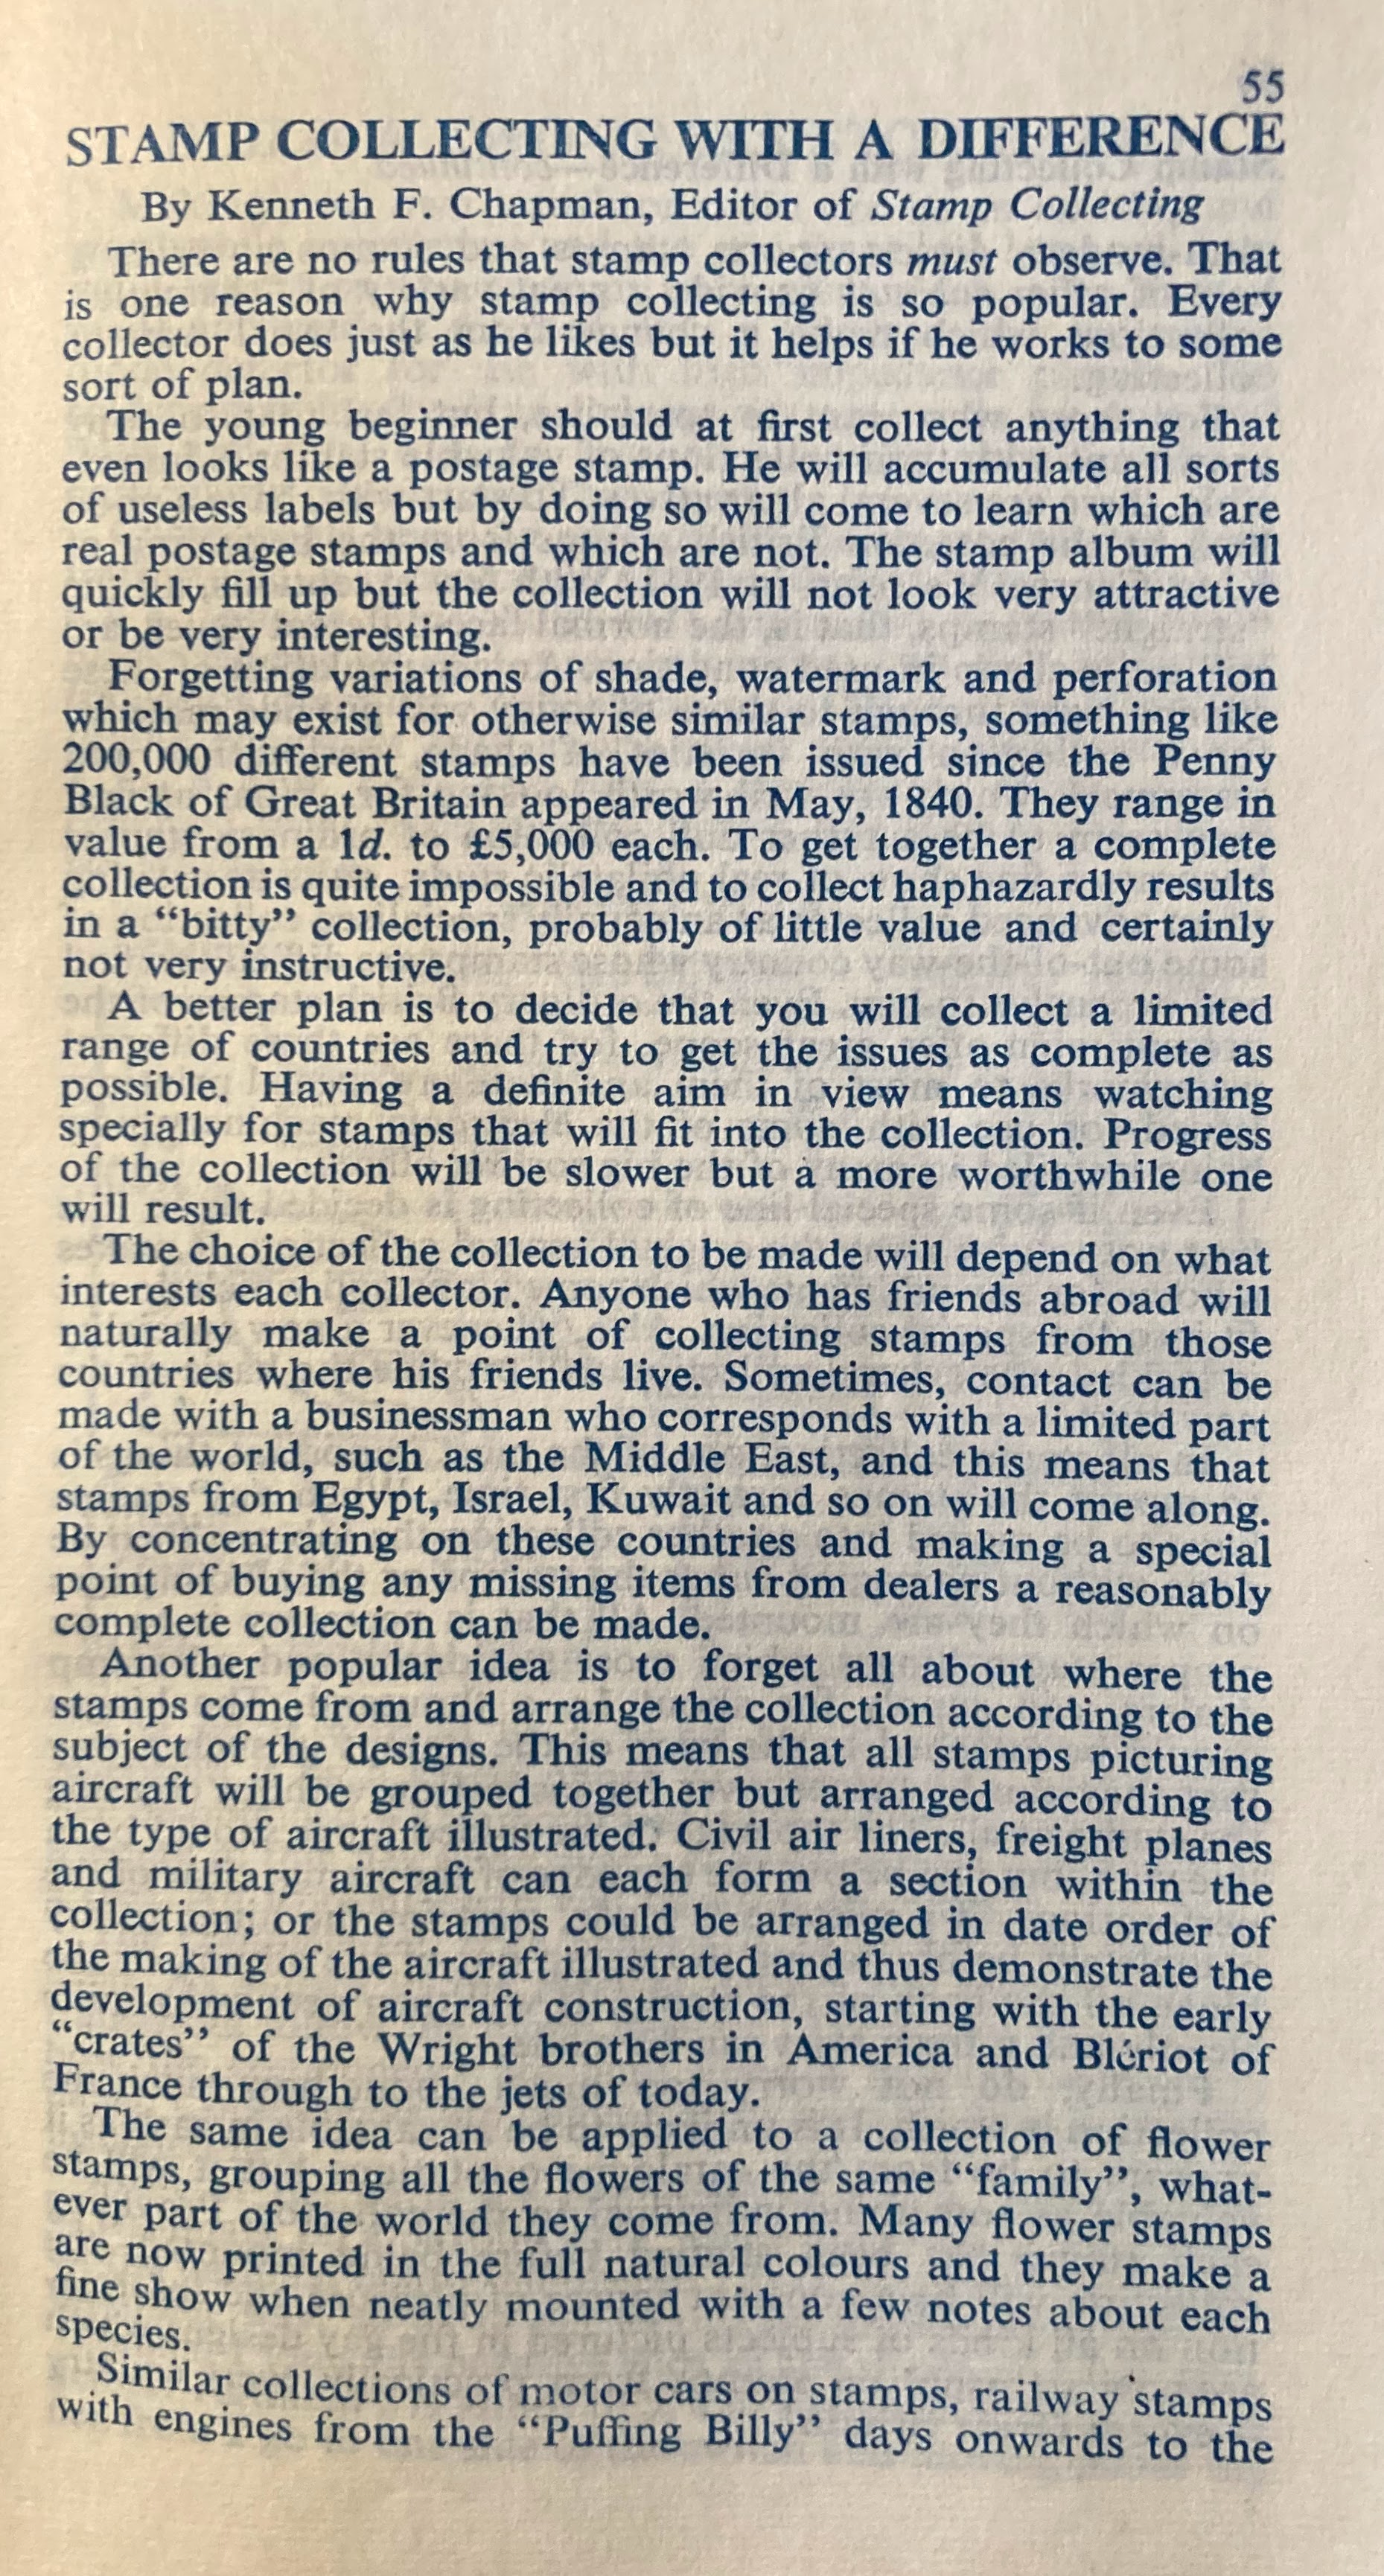 55
STAMP COLLECTING WITH A DIFFERENCE
By Kenneth F. Chapman, Editor of Stamp Collecting
There are no rules that stamp collectors must observe. That
is one reason why stamp collecting is so popular. Every
collector does just as he likes but it helps if he works to some
sort of plan.
The young beginner should at first collect anything that
even looks like a postage stamp. He will accumulate all sorts
of useless labels but by doing so will come to learn which are
real postage stamps and which are not. The stamp album will
quickly fill up but the collection will not look very attractive
or be very interesting.
Forgetting variations of shade, watermark and perforation
which may exist for otherwise similar stamps, something like
200,000 different stamps have been issued since the Penny
Black of Great Britain appeared in May, 1840. They range in
value from a 1d. to £5,000 each. To get together a complete
collection is quite impossible and to collect haphazardly results
in a “bitty” collection, probably of little value and certainly
not very instructive.
A better plan is to decide that you will collect a limited
range of countries and try to get the issues as complete as
possible. Having a definite aim in view means watching
specially for stamps that will fit into the collection. Progress
of the collection will be slower but a more worthwhile one
will result.
The choice of the collection to be made will depend on what
interests each collector. Anyone who has friends abroad will
naturally make a point of collecting stamps from those
countries where his friends live. Sometimes, contact can be
made with a businessman who corresponds with a limited part
of the world, such as the Middle East, and this means that
stamps from Egypt, Israel, Kuwait and so on will come along.
By concentrating on these countries and making a special
point of buying any missing items from dealers a reasonably
complete collection can be made.
Another popular idea is to forget all about where the
stamps come from and arrange the collection according to the
subject of the designs. This means that all stamps picturing
aircraft will be grouped together but arranged according to
the type of aircraft illustrated. Civil air liners, freight planes
and military aircraft can each form a section within the
collection; or the stamps could be arranged in date order of
the making of the aircraft illustrated and thus demonstrate the
development of aircraft construction, starting with the early
“crates” of the Wright brothers in America and Blériot of
France through to the jets of today.
The same idea can be applied to a collection of flower
stamps, grouping all the flowers of the same “family”, what-
ever part of the world they come from. Many flower stamps
are now printed in the full natural colours and they make a
fine show when neatly mounted with a few notes about each
species.
Similar collections of motor cars on stamps, railway stamps
with engines from the “Puffing Billy” days onwards to the